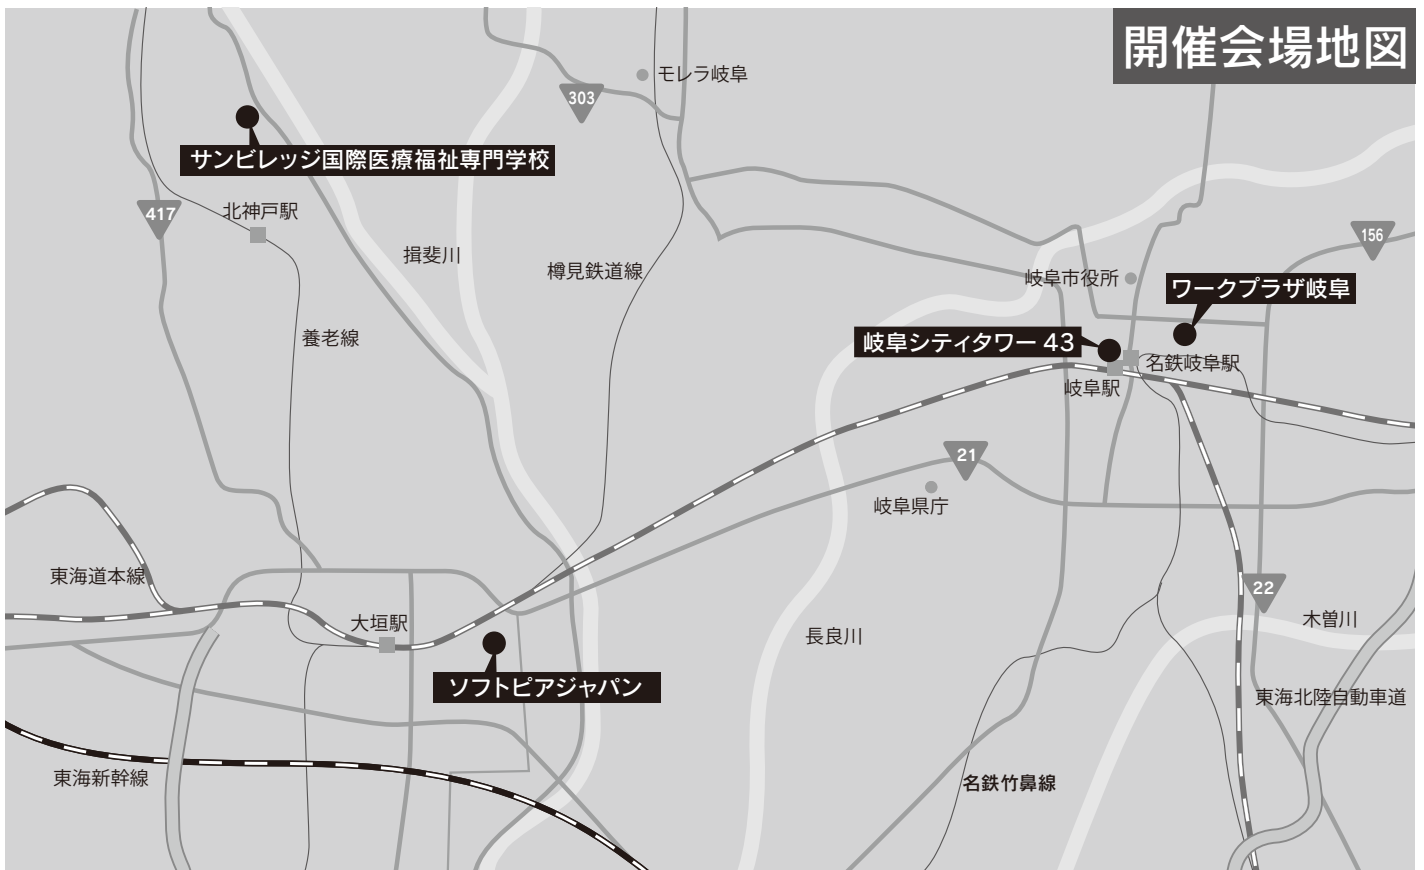 開催会場地図
モレラ岐阜
303
サンビレッジ国際医療福祉専門学校
417
北神戸駅
揖斐川
樽見鉄道線
156
岐阜市役所
ワークプラザ岐阜
養老線
岐阜シティタワー 43
名鉄岐阜駅
岐阜駅
21
岐阜県庁
東海道本線
22
大垣駅
木曽川
長良川
ソフトピアジャパン
東海北陸自動車道
東海新幹線
名鉄竹鼻線